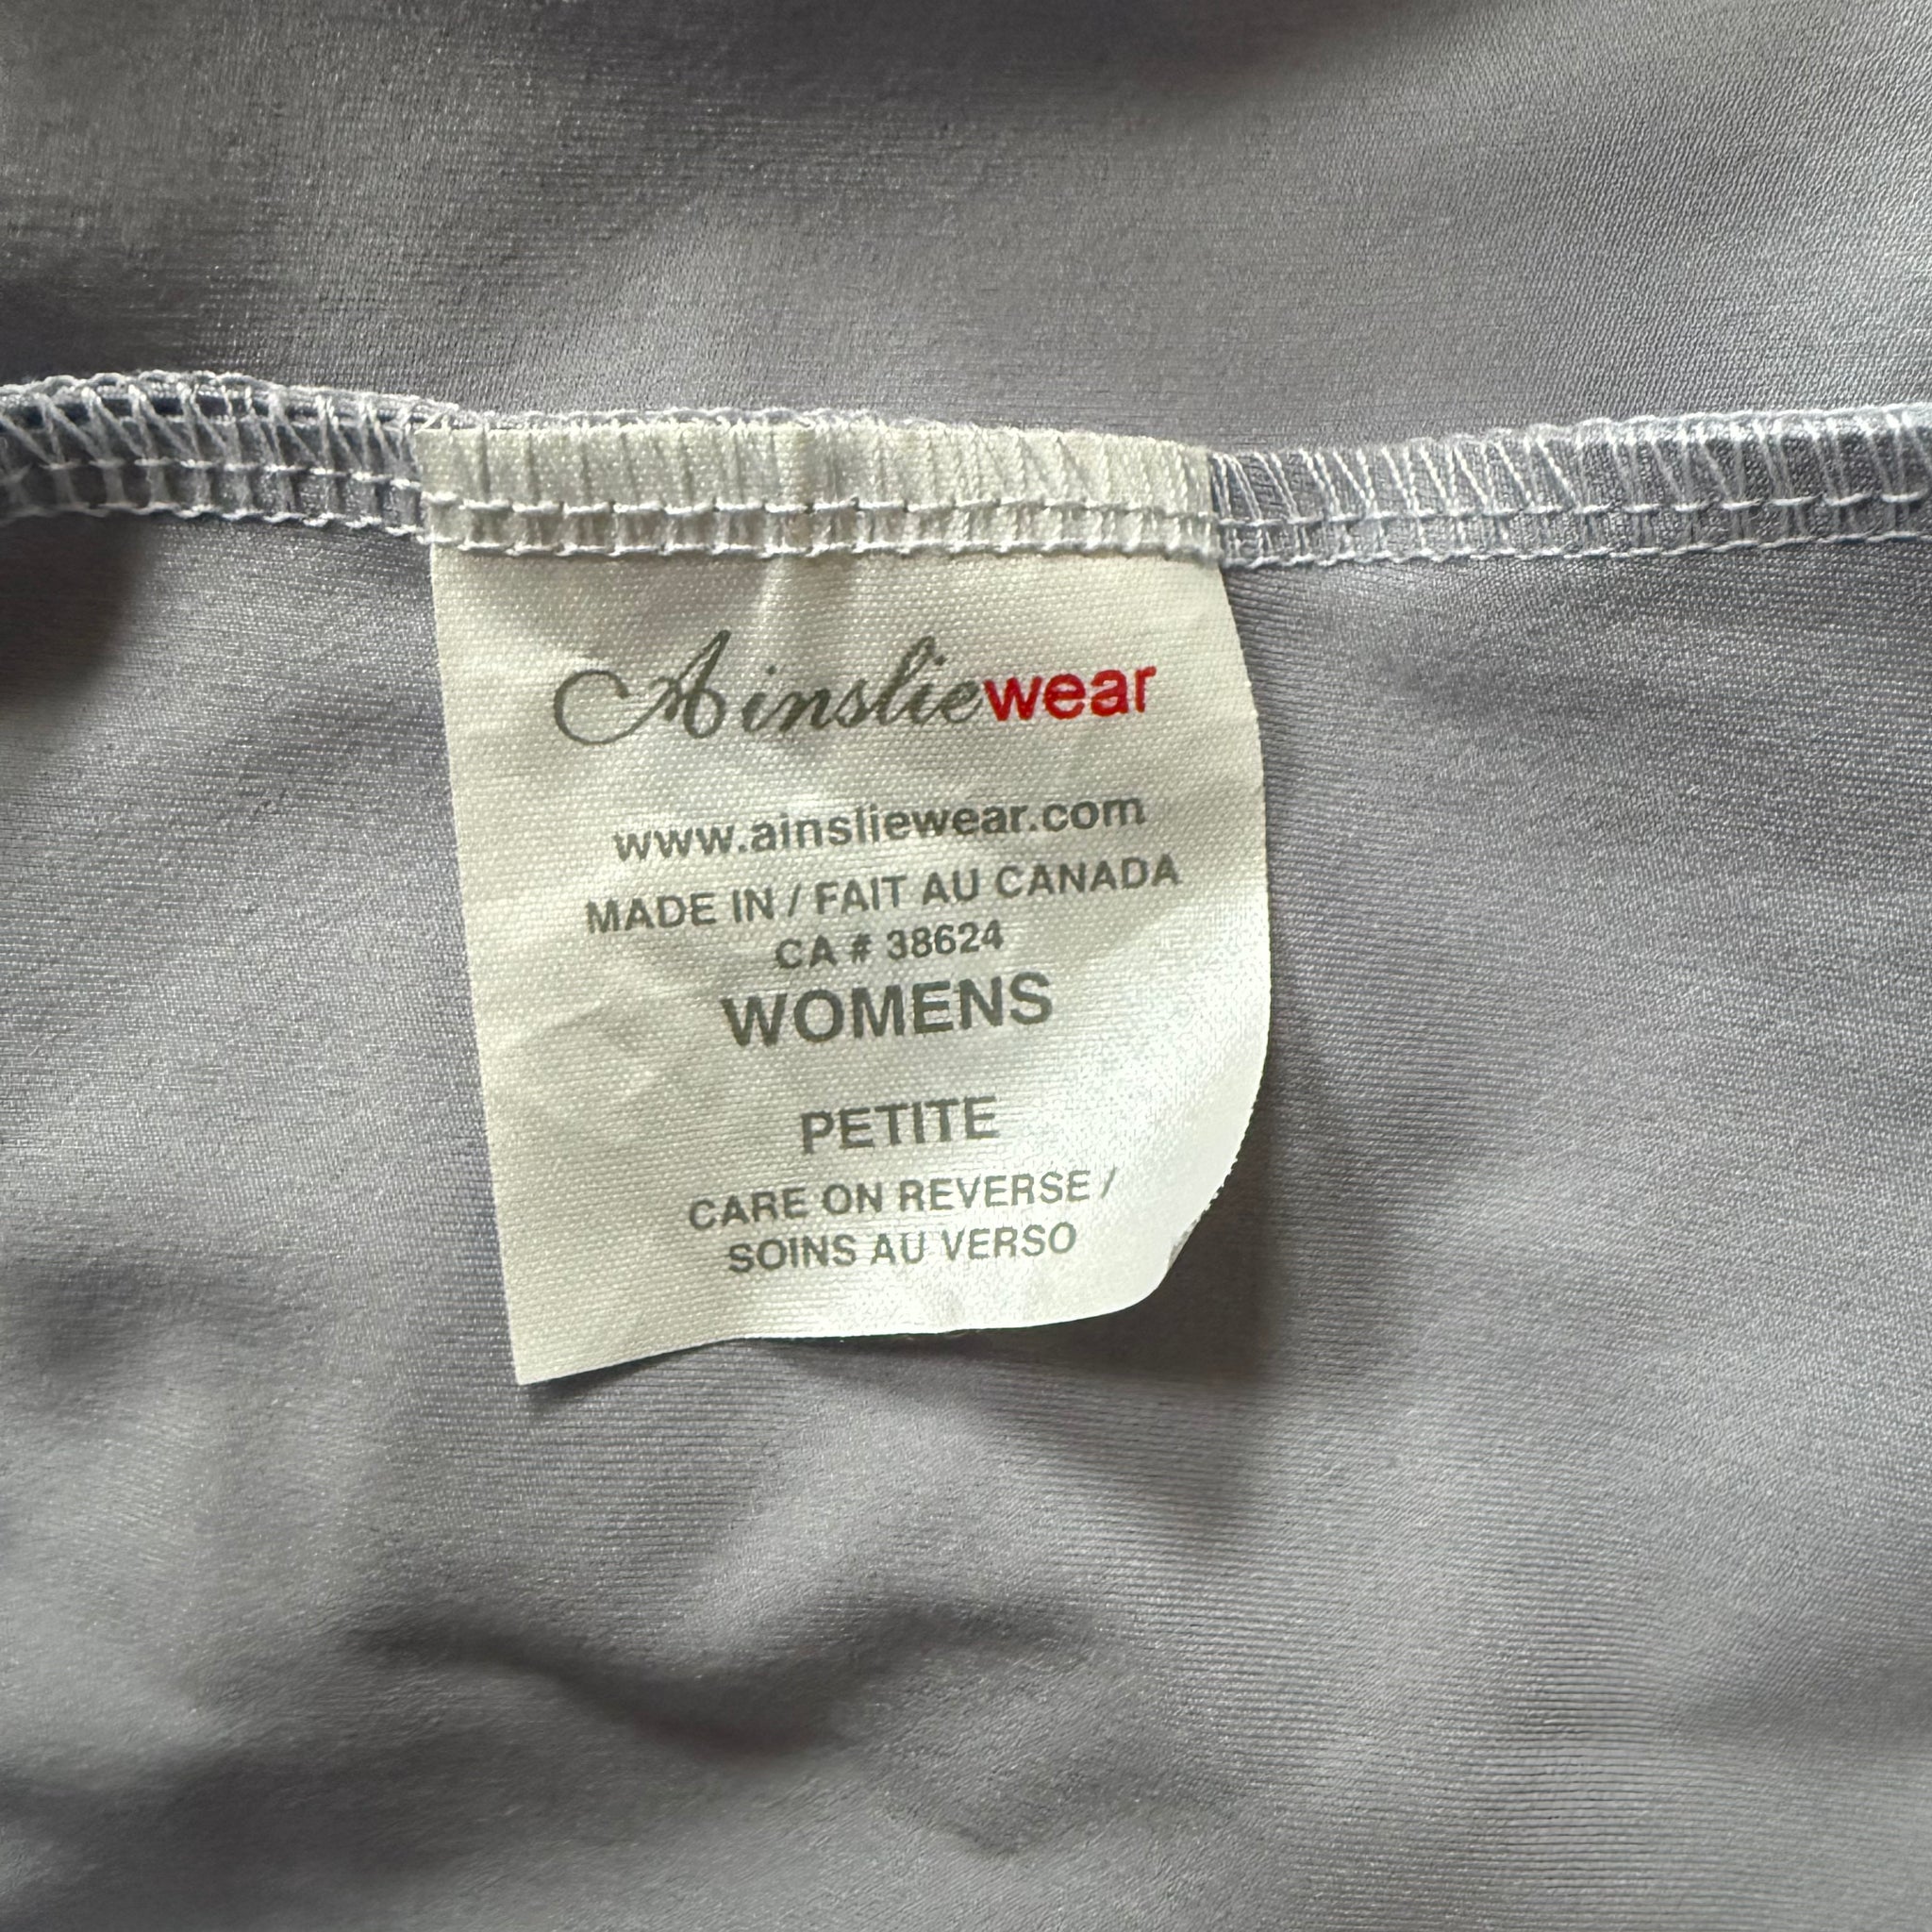 Ainsliewear
www.ainsliewear.com
MADE IN / FAIT AU CANADA
CA # 38624
WOMENS
PETITE
CARE ON REVERSE /
SOINS AU VERSO